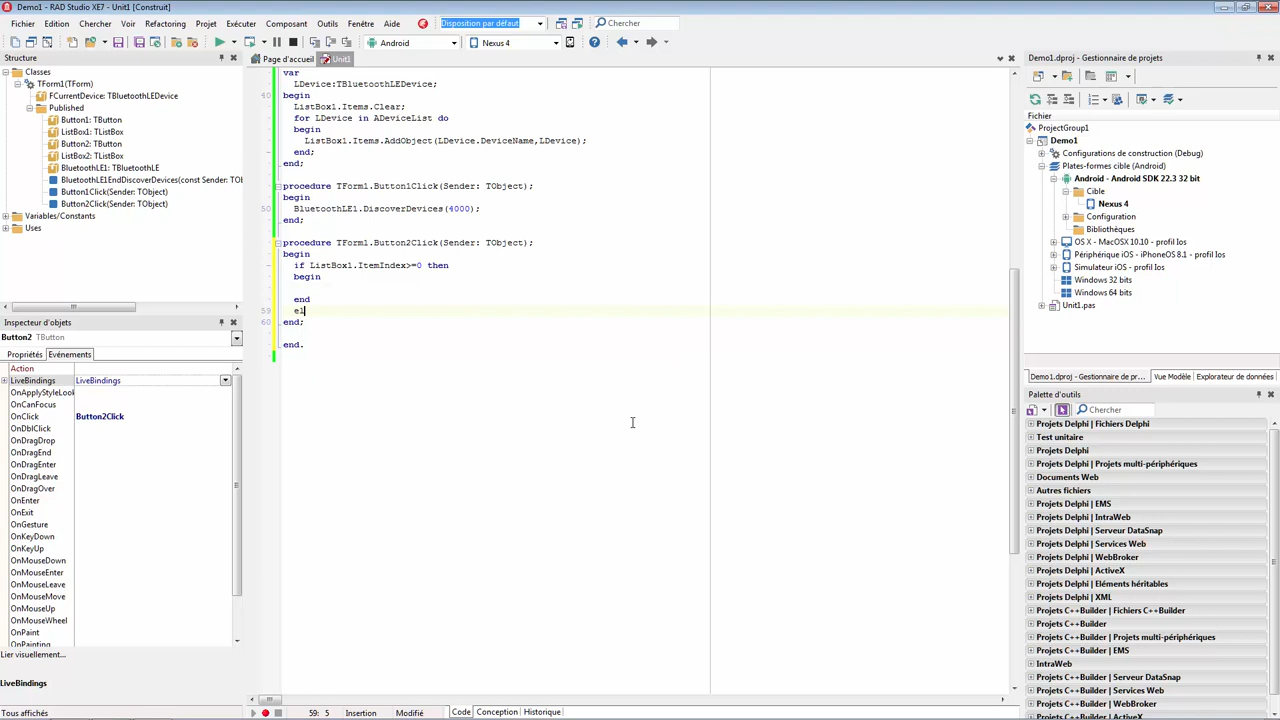 Demo1 - RAD Studio XE7 - Unit1 [Construit]
Fichier Edition Chercher Voir Refactoring Projet Exécuter Composant Outils Fenêtre Aide Disposition par défaut Chercher
Android Nexus 4
Structure
Classes
TForm1(TForm)
FCurrentDevice: TBluetoothLEDevice
Published
Button1: TButton
ListBox1: TListBox
Button2: TButton
ListBox2: TListBox
BluetoothLE1: TBluetoothLE
BluetoothLE1EndDiscoverDevices(const Sender: TOb
Button1Click(Sender: TObject)
Button2Click(Sender: TObject)
Variables/Constants
Uses
Inspecteur d'objets
Button2 TButton
Propriétés Evénements
Action
LiveBindings LiveBindings
OnApplyStyleLook
OnCanFocus
OnClick Button2Click
OnDblClick
OnDragDrop
OnDragEnd
OnDragEnter
OnDragLeave
OnDragOver
OnEnter
OnExit
OnGesture
OnKeyDown
OnKeyUp
OnMouseDown
OnMouseEnter
OnMouseLeave
OnMouseMove
OnMouseUp
OnMouseWheel
OnPaint
OnPainting
Lier visuellement...
LiveBindings
Tous affichés
Page d'accueil Unit1
var
LDevice:TBluetoothLEDevice;
40 begin
ListBox1.Items.Clear;
for LDevice in ADeviceList do
begin
ListBox1.Items.AddObject(LDevice.DeviceName,LDevice);
end;
end;
procedure TForm1.Button1Click(Sender: TObject);
begin
50 BluetoothLE1.DiscoverDevices(4000);
end;
procedure TForm1.Button2Click(Sender: TObject);
begin
if ListBox1.ItemIndex>=0 then
begin
end
59 el
60 end;
end.
59: 5 Insertion Modifié Code Conception Historique
Demo1.dproj - Gestionnaire de projets
Fichier
ProjectGroup1
Demo1
Configurations de construction (Debug)
Plates-formes cible (Android)
Android - Android SDK 22.3 32 bit
Cible
Nexus 4
Configuration
Bibliothèques
OS X - MacOSX 10.10 - profil Ios
Périphérique iOS - iPhoneOS 8.1 - profil Ios
Simulateur iOS - profil Ios
Windows 32 bits
Windows 64 bits
Unit1.pas
Demo1.dproj - Gestionnaire de pr... Vue Modèle Explorateur de données
Palette d'outils
Chercher
Projets Delphi | Fichiers Delphi
Test unitaire
Projets Delphi
Projets Delphi | Projets multi-périphériques
Documents Web
Autres fichiers
Projets Delphi | EMS
Projets Delphi | IntraWeb
Projets Delphi | Serveur DataSnap
Projets Delphi | Services Web
Projets Delphi | WebBroker
Projets Delphi | ActiveX
Projets Delphi | Eléments héritables
Projets Delphi | XML
Projets C++Builder | Fichiers C++Builder
Projets C++Builder
Projets C++Builder | Projets multi-périphériques
Projets C++Builder | EMS
IntraWeb
Projets C++Builder | Serveur DataSnap
Projets C++Builder | Services Web
Projets C++Builder | WebBroker
Projets C++Builder | ActiveX